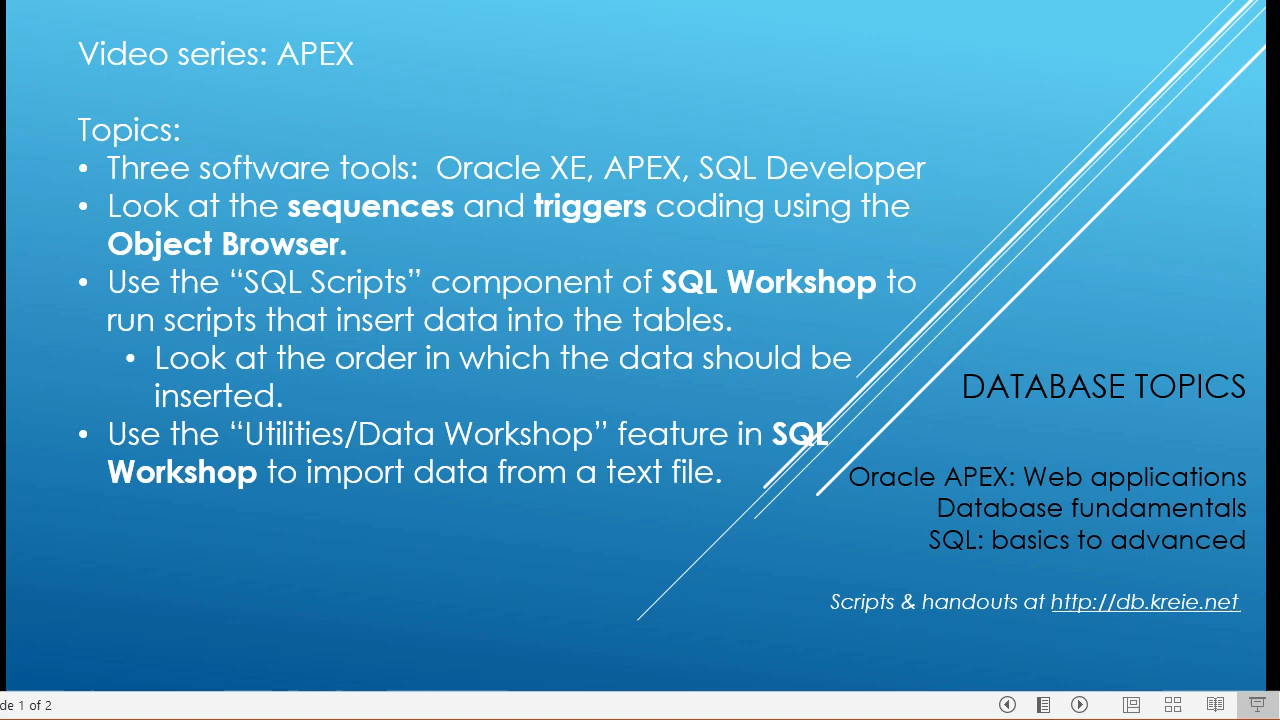 Video series: APEX
Topics:
• Three software tools:  Oracle XE, APEX, SQL Developer
• Look at the sequences and triggers coding using the
Object Browser.
• Use the “SQL Scripts” component of SQL Workshop to
run scripts that insert data into the tables.
• Look at the order in which the data should be
inserted.
• Use the “Utilities/Data Workshop” feature in SQL
Workshop to import data from a text file.
DATABASE TOPICS
Oracle APEX: Web applications
Database fundamentals
SQL: basics to advanced
Scripts & handouts at http://db.kreie.net
de 1 of 2